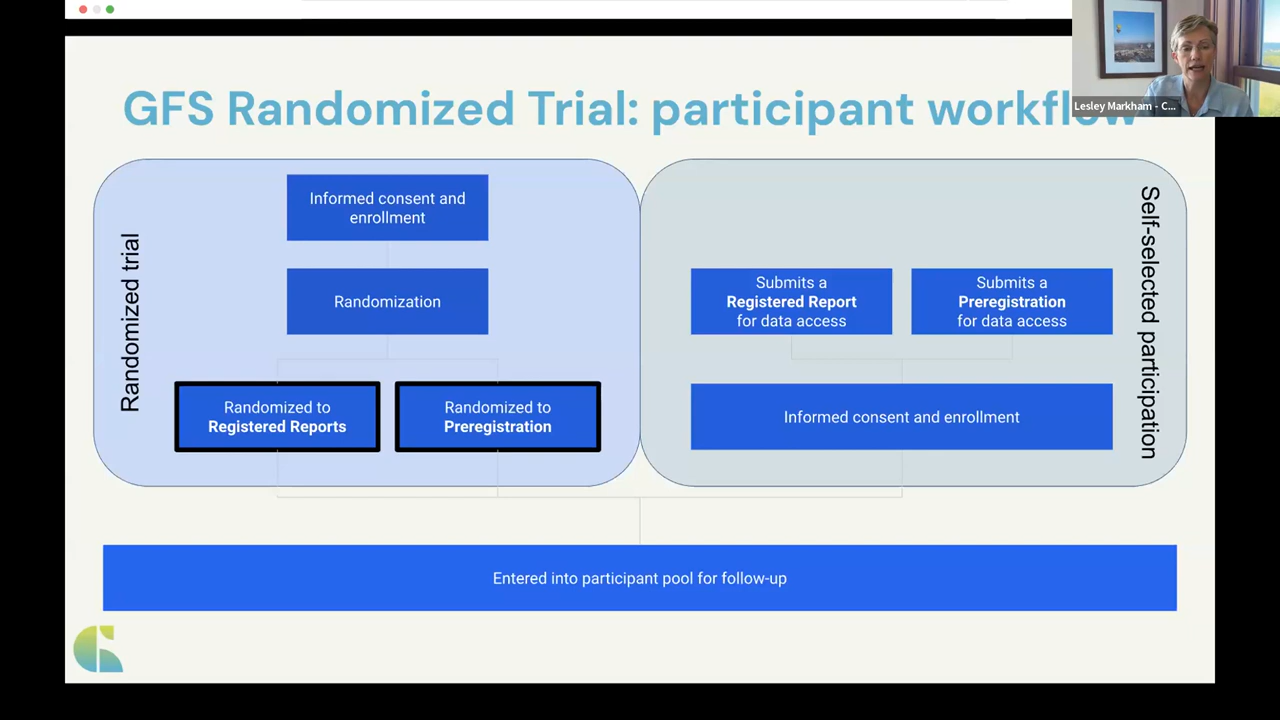 GFS Randomized Trial: participant workflow
Lesley Markham - C...
Randomized trial
Informed consent and
enrollment
Randomization
Randomized to
Registered Reports
Randomized to
Preregistration
Submits a
Registered Report
for data access
Submits a
Preregistration
for data access
Informed consent and enrollment
Self-selected participation
Entered into participant pool for follow-up